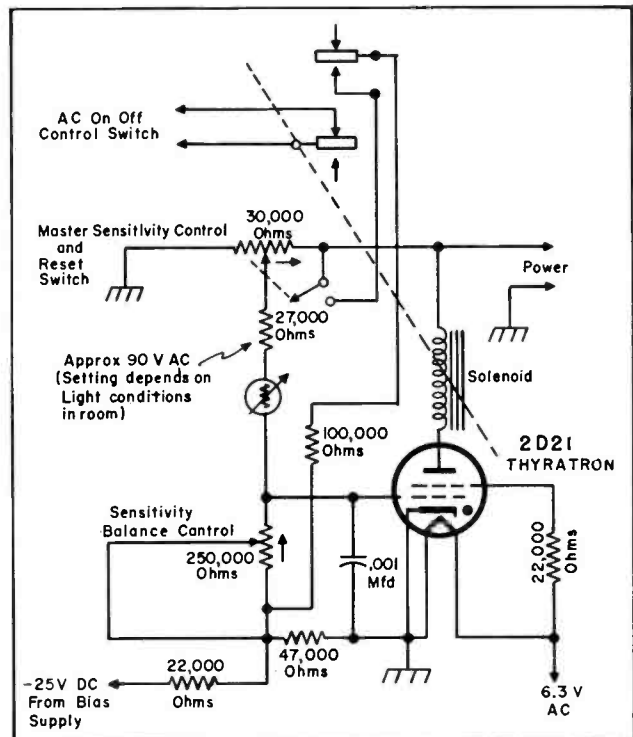 AC On Off
Control Switch
Master Sensitivity Control
and
Reset
Switch
30,000
Ohms
Power
27,000
Ohms
Approx 90 V AC
(Setting depends on
Light conditions
in room)
Solenoid
100,000
Ohms
2D21
THYRATRON
Sensitivity
Balance Control
250,000
Ohms
.001
Mfd
22,000
Ohms
47,000
Ohms
22,000
Ohms
-25V DC
From Bias
Supply
6.3 V
AC